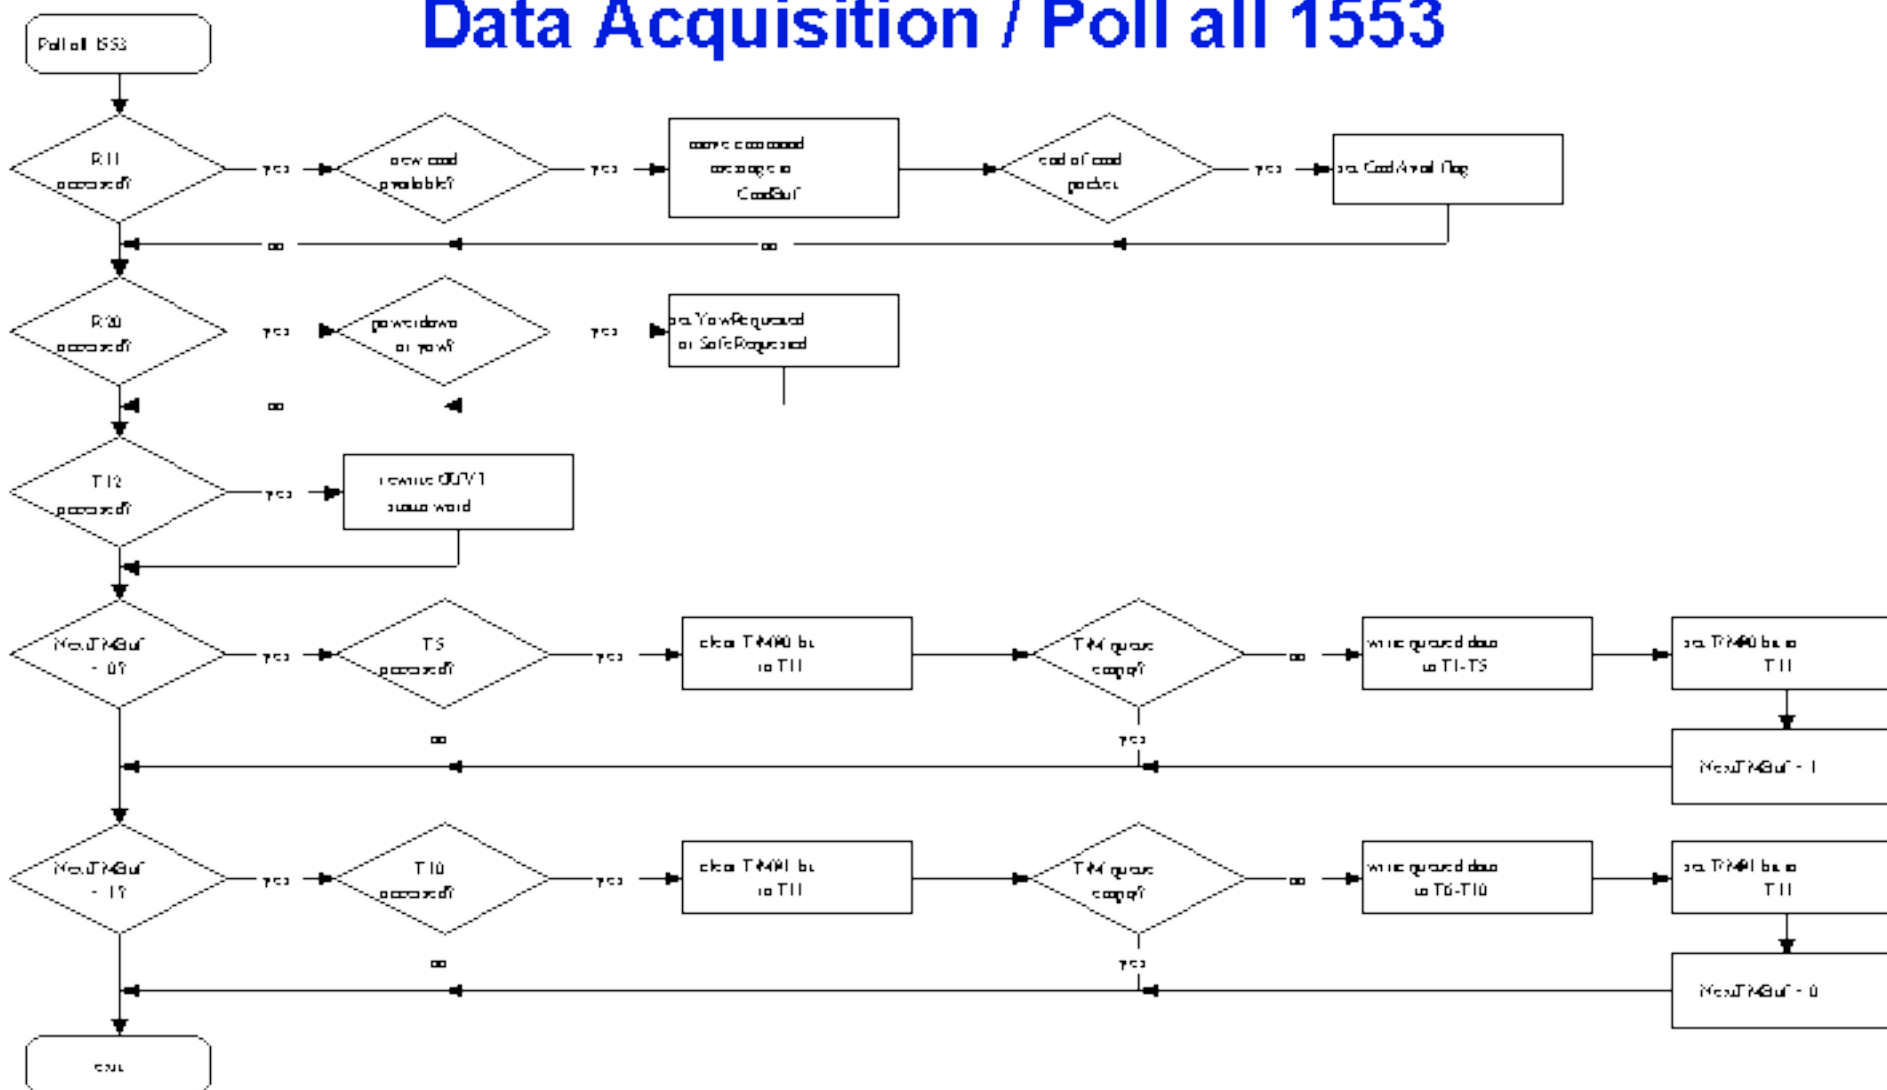 Data Acquisition / Poll all 1553
Poll all 1553
R11
accessed?
yes
new cmd
available?
yes
move command
message to
CmdBuf
end of cmd
packet
yes
set CmdAvail flag
no
no
R20
accessed?
yes
powerdown
or yaw?
yes
set YawRequested
or SafeRequested
no
T12
accessed?
yes
rewrite
status word
NextTMBuf
= 0?
yes
T5
accessed?
yes
clear TM#0 bit
in T11
TM queue
empty?
no
write queued data
to T1-T5
set TM#0 bit in
T11
no
yes
NextTMBuf = 1
NextTMBuf
= 1?
yes
T10
accessed?
yes
clear TM#1 bit
in T11
TM queue
empty?
no
write queued data
to T6-T10
set TM#1 bit in
T11
no
yes
NextTMBuf = 0
exit